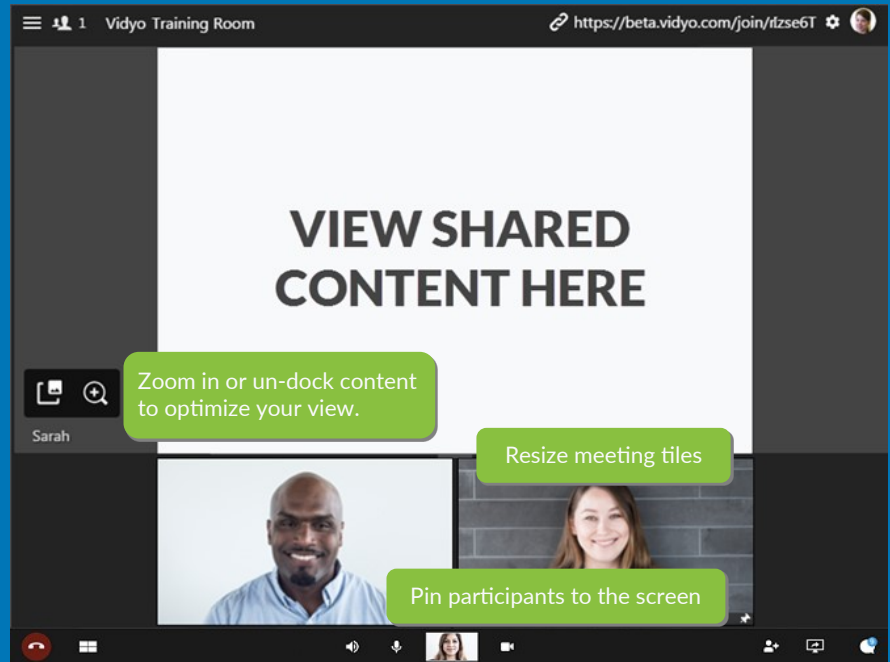 1 Vidyo Training Room
https://beta.vidyo.com/join/rlzse6T
VIEW SHARED
CONTENT HERE
Zoom in or un-dock content
to optimize your view.
Sarah
Resize meeting tiles
Pin participants to the screen